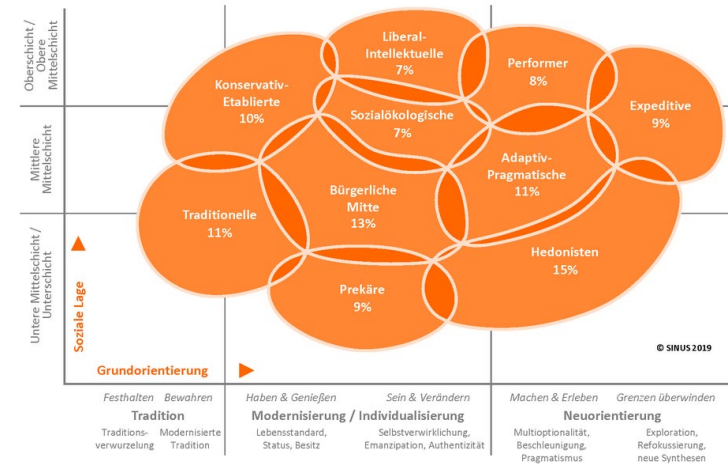 Oberschicht/
Obere
Mittelschicht
Mittlere
Mittelschicht
Untere Mittelschicht /
Unterschicht
Soziale Lage
Grundorientierung
Liberal-
Intellektuelle
7%
Performer
8%
Konservativ-
Etablierte
10%
Expeditive
9%
Sozialökologische
7%
Adaptiv-
Pragmatische
11%
Bürgerliche
Mitte
13%
Traditionelle
11%
Hedonisten
15%
Prekäre
9%
© SINUS 2019
Festhalten Bewahren
Tradition
Traditions-
verwurzelung
Modernisierte
Tradition
Haben & Genießen
Sein & Verändern
Modernisierung / Individualisierung
Lebensstandard,
Status, Besitz
Selbstverwirklichung,
Emanzipation, Authentizität
Machen & Erleben
Grenzen überwinden
Neuorientierung
Multioptionalität,
Beschleunigung,
Pragmatismus
Exploration,
Refokussierung,
neue Synthesen